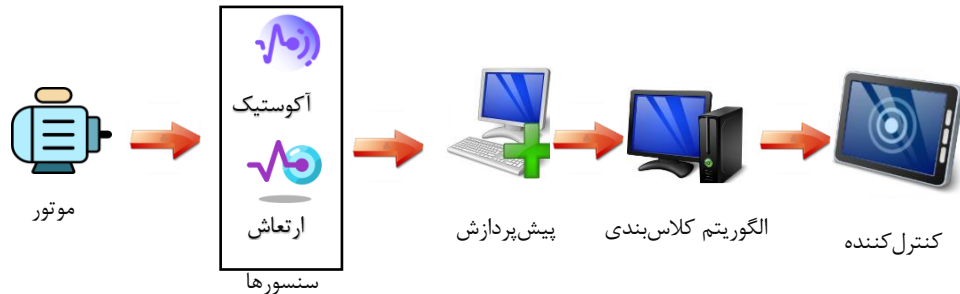 موتور
آکوستیک
ارتعاش
سنسورها
پیش‌پردازش
الگوریتم کلاس‌بندی
کنترل‌کننده